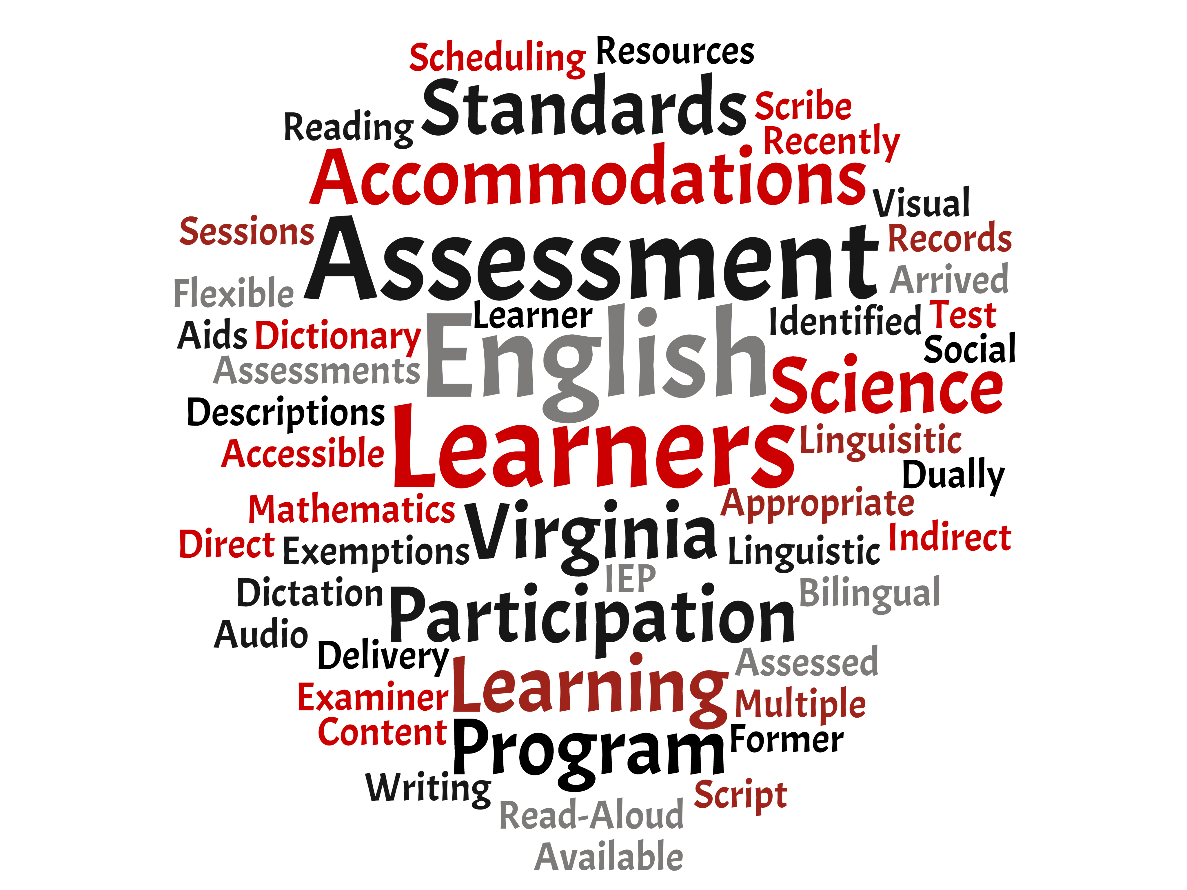 Scheduling Resources
Reading Standards Scribe
Recently
Accommodations
Visual
Sessions Assessment Records
Flexible Arrived
Learner Identified Test
Aids Dictionary English Social
Assessments Science
Descriptions
Accessible Learners Linguisitic
Dually
Mathematics Virginia Appropriate
Direct Exemptions Linguistic Indirect
IEP
Dictation Participation Bilingual
Audio
Delivery Assessed
Examiner Learning Multiple
Content Program Former
Writing Script
Read-Aloud
Available